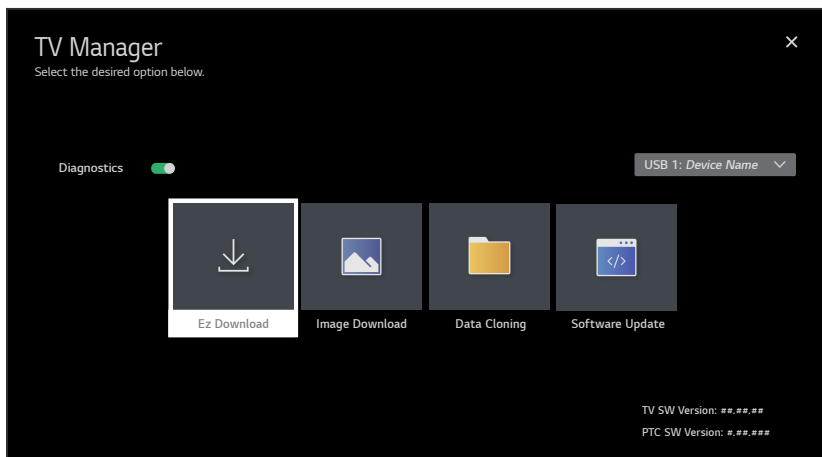 TV Manager
Select the desired option below.
Diagnostics
USB 1: Device Name
Ez Download
Image Download
Data Cloning
</>
Software Update
TV SW Version: ##.##.##
PTC SW Version: #.##.###